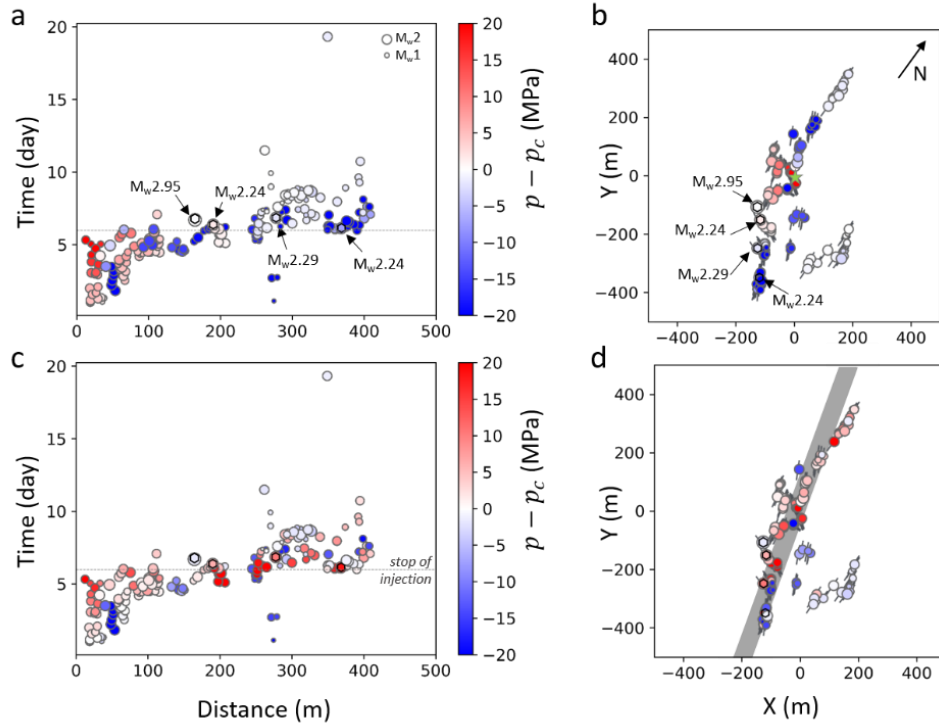 a
20
15
10
5
Time (day)
0
100
200
300
400
500
Mw2
Mw1
Mw2.95
Mw2.24
Mw2.29
Mw2.24
20
15
10
5
0
−5
−10
−15
−20
p − pc (MPa)
b
400
200
0
−200
−400
Y (m)
N
Mw2.95
Mw2.24
Mw2.29
Mw2.24
−400
−200
0
200
400
c
20
15
10
5
Time (day)
stop of
injection
0
100
200
300
400
500
Distance (m)
20
15
10
5
0
−5
−10
−15
−20
p − pc (MPa)
d
400
200
0
−200
−400
Y (m)
−400
−200
0
200
400
X (m)